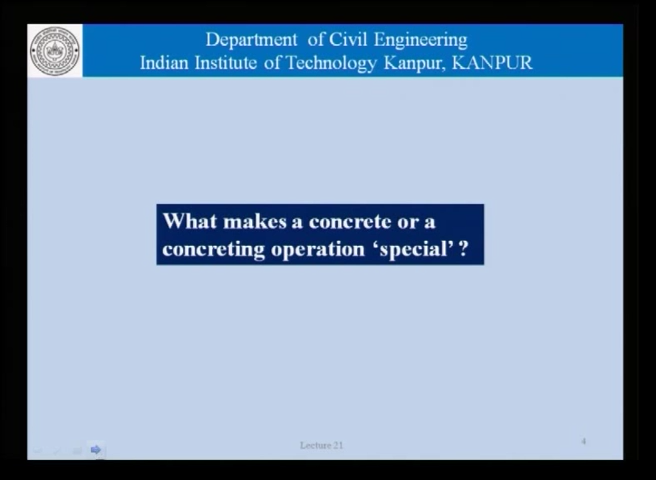 Department of Civil Engineering
Indian Institute of Technology Kanpur, KANPUR
What makes a concrete or a
concreting operation ‘special’ ?
Lecture 21
4